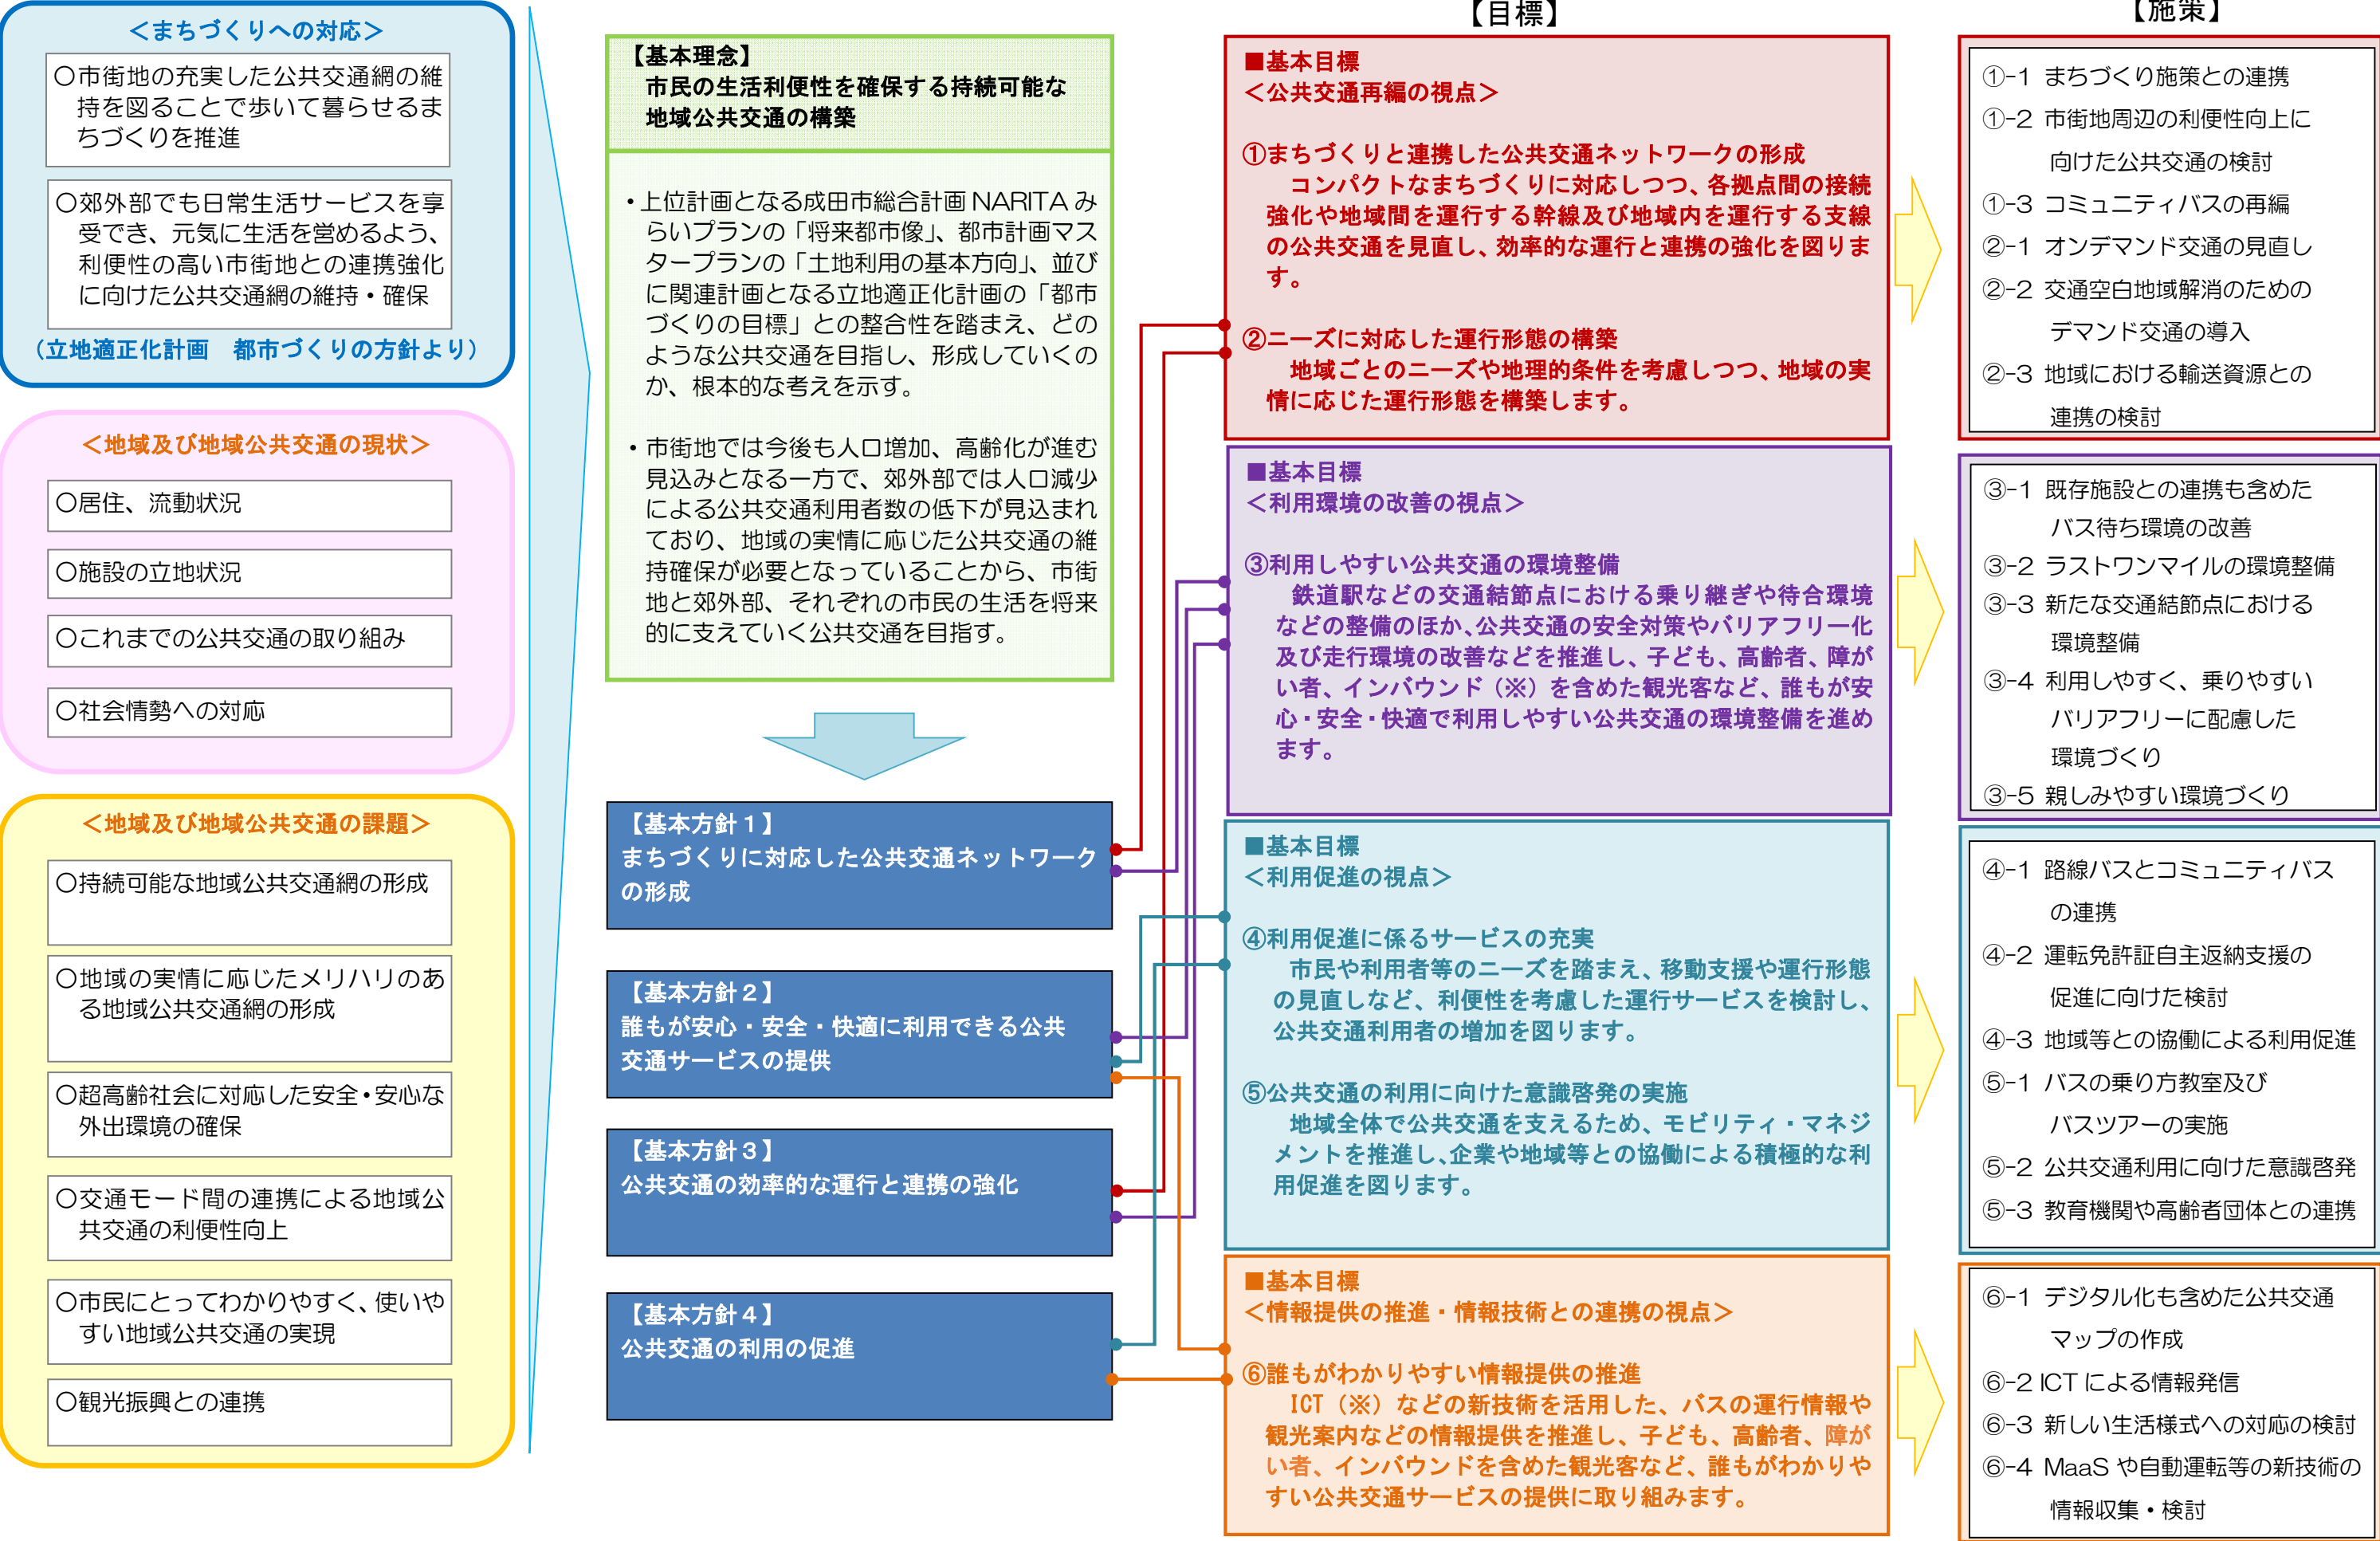 ＜まちづくりへの対応＞
〇市街地の充実した公共交通網の維
持を図ることで歩いて暮らせるま
ちづくりを推進
〇郊外部でも日常生活サービスを享
受でき、元気に生活を営めるよう、
利便性の高い市街地との連携強化
に向けた公共交通網の維持・確保
（立地適正化計画　都市づくりの方針より）
＜地域及び地域公共交通の現状＞
〇居住、流動状況
〇施設の立地状況
〇これまでの公共交通の取り組み
〇社会情勢への対応
＜地域及び地域公共交通の課題＞
〇持続可能な地域公共交通網の形成
〇地域の実情に応じたメリハリのあ
る地域公共交通網の形成
〇超高齢社会に対応した安全・安心な
外出環境の確保
〇交通モード間の連携による地域公
共交通の利便性向上
〇市民にとってわかりやすく、使いや
すい地域公共交通の実現
〇観光振興との連携
【基本理念】
市民の生活利便性を確保する持続可能な
地域公共交通の構築
・上位計画となる成田市総合計画 NARITA み
らいプランの「将来都市像」、都市計画マス
タープランの「土地利用の基本方向」、並び
に関連計画となる立地適正化計画の「都市
づくりの目標」との整合性を踏まえ、どの
ような公共交通を目指し、形成していくの
か、根本的な考えを示す。
・市街地では今後も人口増加、高齢化が進む
見込みとなる一方で、郊外部では人口減少
による公共交通利用者数の低下が見込まれ
ており、地域の実情に応じた公共交通の維
持確保が必要となっていることから、市街
地と郊外部、それぞれの市民の生活を将来
的に支えていく公共交通を目指す。
【基本方針１】
まちづくりに対応した公共交通ネットワーク
の形成
【基本方針２】
誰もが安心・安全・快適に利用できる公共
交通サービスの提供
【基本方針３】
公共交通の効率的な運行と連携の強化
【基本方針４】
公共交通の利用の促進
【目標】
■基本目標
＜公共交通再編の視点＞
①まちづくりと連携した公共交通ネットワークの形成
コンパクトなまちづくりに対応しつつ、各拠点間の接続
強化や地域間を運行する幹線及び地域内を運行する支線
の公共交通を見直し、効率的な運行と連携の強化を図りま
す。
②ニーズに対応した運行形態の構築
地域ごとのニーズや地理的条件を考慮しつつ、地域の実
情に応じた運行形態を構築します。
■基本目標
＜利用環境の改善の視点＞
③利用しやすい公共交通の環境整備
鉄道駅などの交通結節点における乗り継ぎや待合環境
などの整備のほか、公共交通の安全対策やバリアフリー化
及び走行環境の改善などを推進し、子ども、高齢者、障が
い者、インバウンド（※）を含めた観光客など、誰もが安
心・安全・快適で利用しやすい公共交通の環境整備を進め
ます。
■基本目標
＜利用促進の視点＞
④利用促進に係るサービスの充実
市民や利用者等のニーズを踏まえ、移動支援や運行形態
の見直しなど、利便性を考慮した運行サービスを検討し、
公共交通利用者の増加を図ります。
⑤公共交通の利用に向けた意識啓発の実施
地域全体で公共交通を支えるため、モビリティ・マネジ
メントを推進し、企業や地域等との協働による積極的な利
用促進を図ります。
■基本目標
＜情報提供の推進・情報技術との連携の視点＞
⑥誰もがわかりやすい情報提供の推進
ICT（※）などの新技術を活用した、バスの運行情報や
観光案内などの情報提供を推進し、子ども、高齢者、障が
い者、インバウンドを含めた観光客など、誰もがわかりや
すい公共交通サービスの提供に取り組みます。
【施策】
①-1 まちづくり施策との連携
①-2 市街地周辺の利便性向上に
向けた公共交通の検討
①-3 コミュニティバスの再編
②-1 オンデマンド交通の見直し
②-2 交通空白地域解消のための
デマンド交通の導入
②-3 地域における輸送資源との
連携の検討
③-1 既存施設との連携も含めた
バス待ち環境の改善
③-2 ラストワンマイルの環境整備
③-3 新たな交通結節点における
環境整備
③-4 利用しやすく、乗りやすい
バリアフリーに配慮した
環境づくり
③-5 親しみやすい環境づくり
④-1 路線バスとコミュニティバス
の連携
④-2 運転免許証自主返納支援の
促進に向けた検討
④-3 地域等との協働による利用促進
⑤-1 バスの乗り方教室及び
バスツアーの実施
⑤-2 公共交通利用に向けた意識啓発
⑤-3 教育機関や高齢者団体との連携
⑥-1 デジタル化も含めた公共交通
マップの作成
⑥-2 ICT による情報発信
⑥-3 新しい生活様式への対応の検討
⑥-4 MaaS や自動運転等の新技術の
情報収集・検討